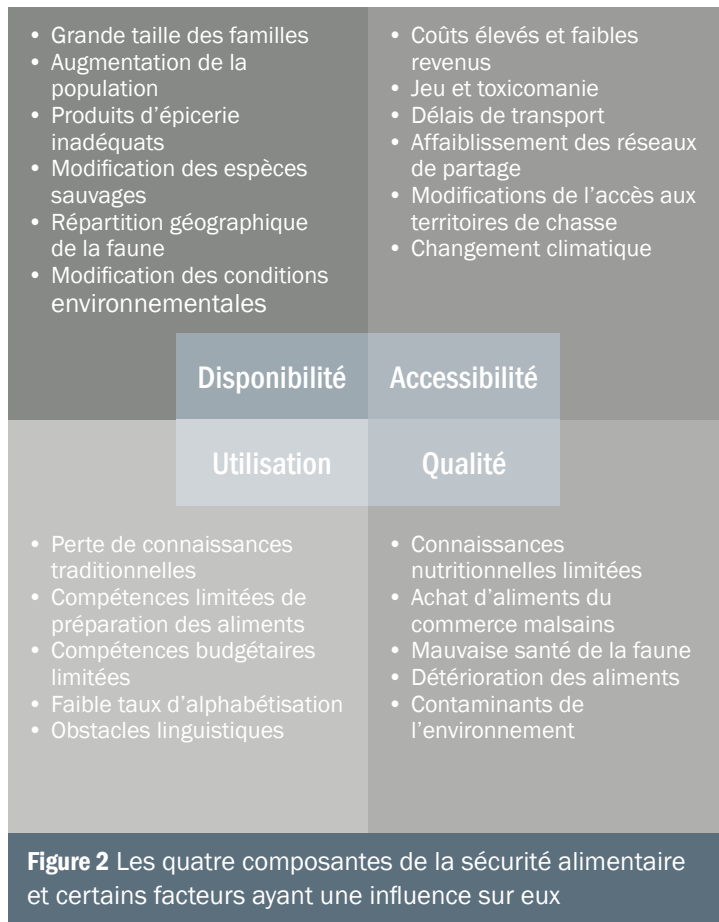 • Grande taille des familles
• Augmentation de la
population
• Produits d'épicerie
inadéquats
• Modification des espèces
sauvages
• Répartition géographique
de la faune
• Modification des conditions
environnementales
• Coûts élevés et faibles
revenus
• Jeu et toxicomanie
• Délais de transport
• Affaiblissement des réseaux
de partage
• Modifications de l'accès aux
territoires de chasse
• Changement climatique
Disponibilité
Accessibilité
Utilisation
Qualité
• Perte de connaissances
traditionnelles
• Compétences limitées de
préparation des aliments
• Compétences budgétaires
limitées
• Faible taux d'alphabétisation
• Obstacles linguistiques
• Connaissances
nutritionnelles limitées
• Achat d'aliments du
commerce malsains
• Mauvaise santé de la faune
• Détérioration des aliments
• Contaminants de
l'environnement
Figure 2 Les quatre composantes de la sécurité alimentaire
et certains facteurs ayant une influence sur eux